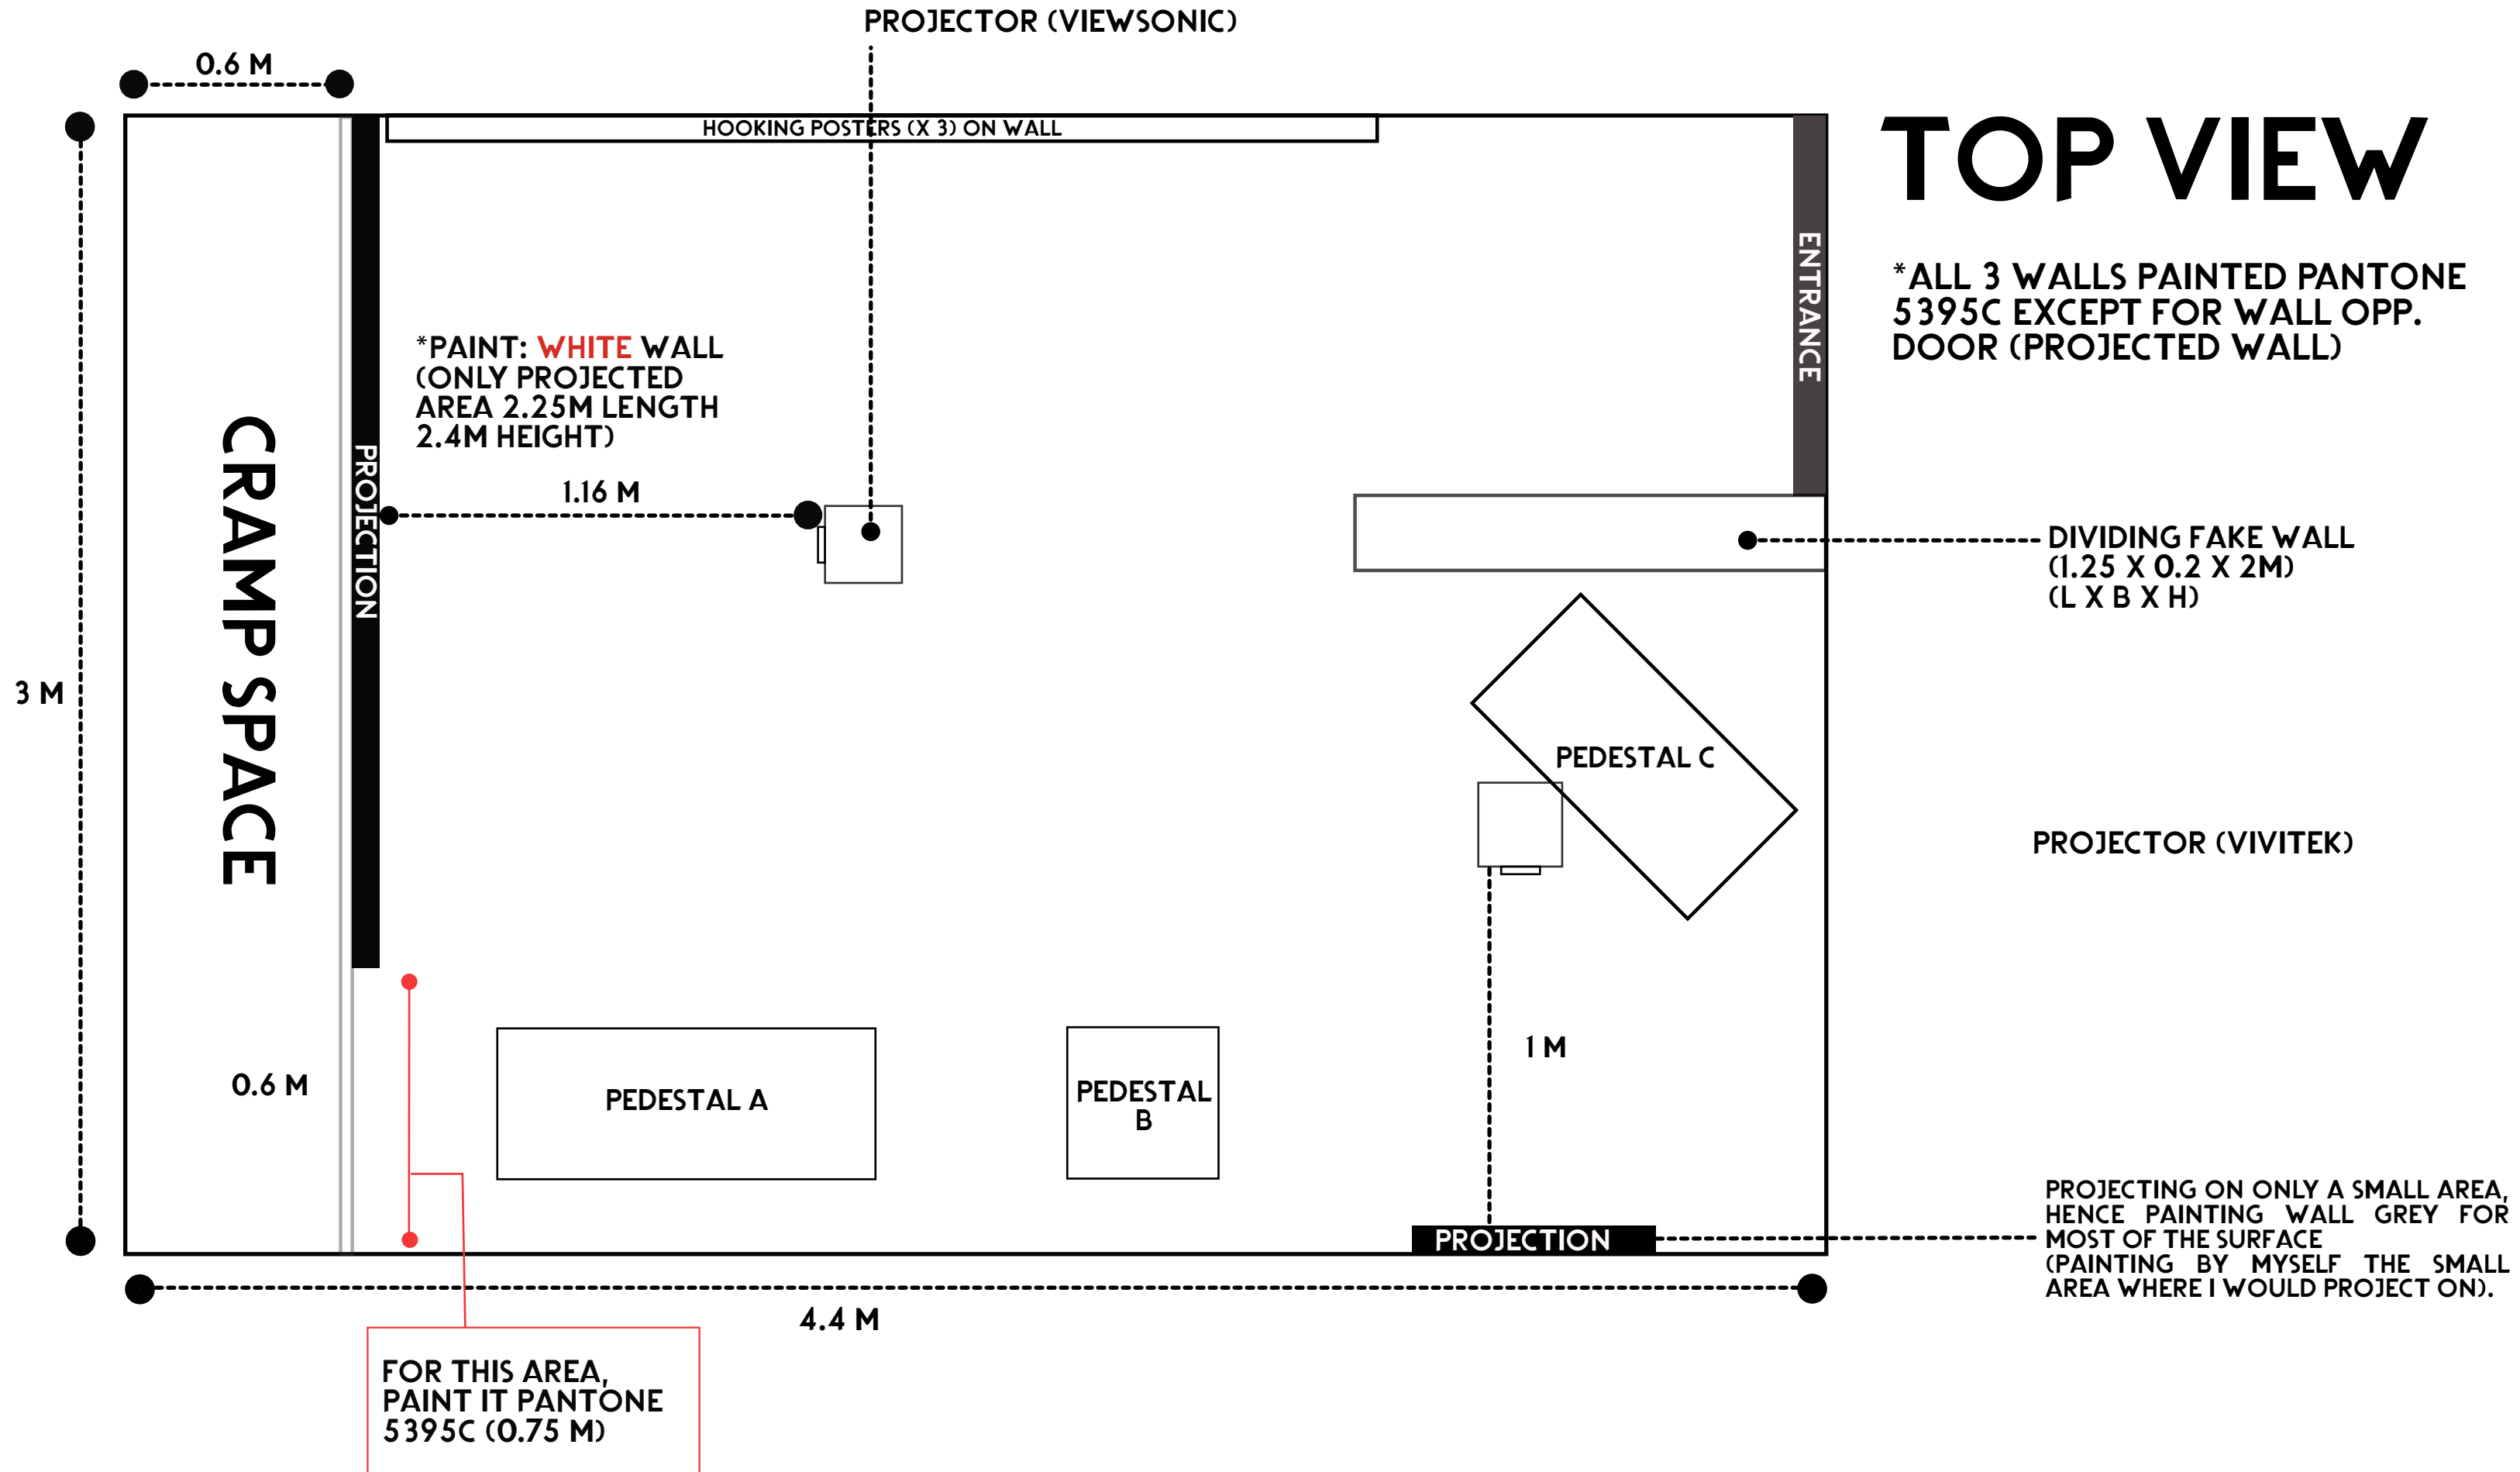 PROJECTOR (VIEWSONIC)
0.6 M
HOOKING POSTERS (X 3) ON WALL
TOP VIEW
ENTRANCE
*ALL 3 WALLS PAINTED PANTONE
5395C EXCEPT FOR WALL OPP.
DOOR (PROJECTED WALL)
*PAINT: WHITE WALL
(ONLY PROJECTED
AREA 2.25M LENGTH
2.4M HEIGHT)
CRAMP SPACE
PROJECTION
1.16 M
DIVIDING FAKE WALL
(1.25 X 0.2 X 2M)
(L X B X H)
3 M
PEDESTAL C
PROJECTOR (VIVITEK)
1 M
0.6 M
PEDESTAL A
PEDESTAL
B
PROJECTION
PROJECTING ON ONLY A SMALL AREA,
HENCE PAINTING WALL GREY FOR
MOST OF THE SURFACE
(PAINTING BY MYSELF THE SMALL
AREA WHERE I WOULD PROJECT ON).
4.4 M
FOR THIS AREA,
PAINT IT PANTONE
5395C (0.75 M)